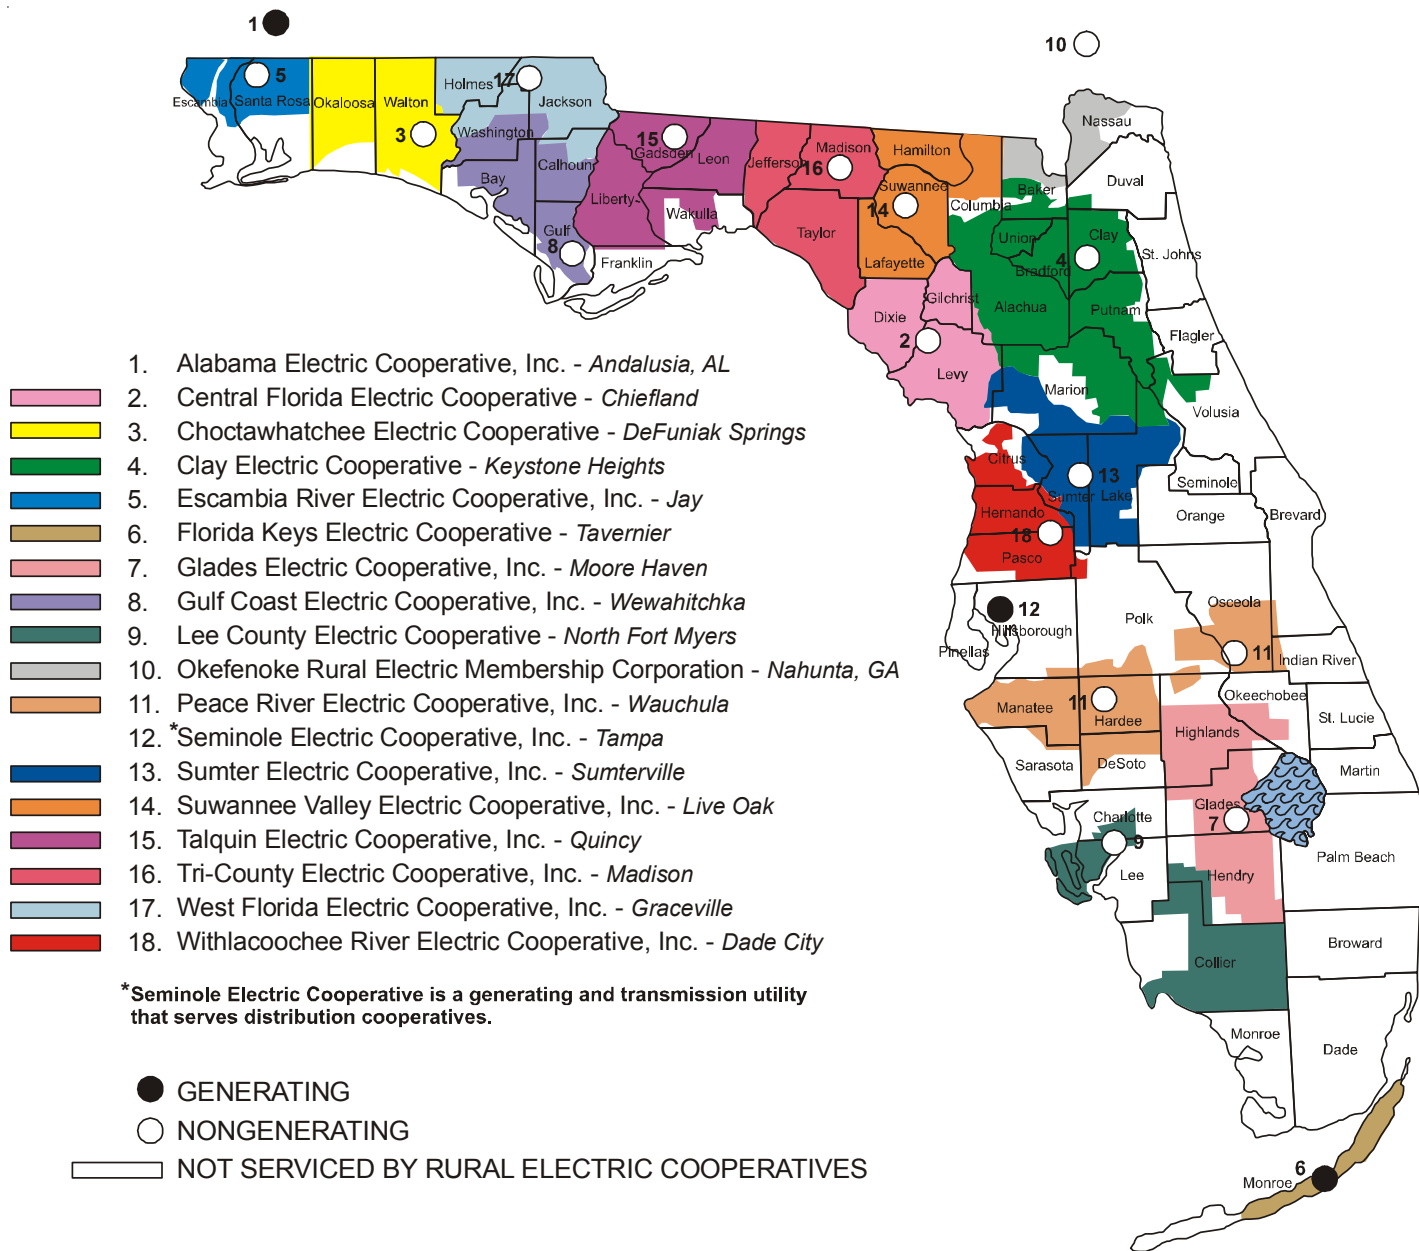 1
10
5
Escambia
Santa Rosa
Okaloosa
Walton
3
Holmes
17
Jackson
Washington
Calhoun
Bay
Gulf
8
15
Gadsden
Leon
Liberty
Wakulla
Franklin
Jefferson
Madison
16
Taylor
Hamilton
Suwannee
14
Lafayette
Columbia
Baker
Nassau
Duval
Union
Clay
4
Bradford
St. Johns
Alachua
Putnam
Flagler
Gilchrist
Dixie
2
Levy
Marion
Volusia
Citrus
13
Sumter
Lake
Seminole
Orange
Brevard
Hernando
18
Pasco
12
Hillsborough
Pinellas
Polk
Osceola
11
Indian River
Okeechobee
Manatee
11
Hardee
St. Lucie
Highlands
Sarasota
DeSoto
Martin
Charlotte
Glades
7
9
Lee
Hendry
Palm Beach
Collier
Broward
Monroe
Dade
6
Monroe
1. Alabama Electric Cooperative, Inc. - Andalusia, AL
2. Central Florida Electric Cooperative - Chiefland
3. Choctawhatchee Electric Cooperative - DeFuniak Springs
4. Clay Electric Cooperative - Keystone Heights
5. Escambia River Electric Cooperative, Inc. - Jay
6. Florida Keys Electric Cooperative - Tavernier
7. Glades Electric Cooperative, Inc. - Moore Haven
8. Gulf Coast Electric Cooperative, Inc. - Wewahitchka
9. Lee County Electric Cooperative - North Fort Myers
10. Okefenoke Rural Electric Membership Corporation - Nahunta, GA
11. Peace River Electric Cooperative, Inc. - Wauchula
12. *Seminole Electric Cooperative, Inc. - Tampa
13. Sumter Electric Cooperative, Inc. - Sumterville
14. Suwannee Valley Electric Cooperative, Inc. - Live Oak
15. Talquin Electric Cooperative, Inc. - Quincy
16. Tri-County Electric Cooperative, Inc. - Madison
17. West Florida Electric Cooperative, Inc. - Graceville
18. Withlacoochee River Electric Cooperative, Inc. - Dade City
*Seminole Electric Cooperative is a generating and transmission utility
that serves distribution cooperatives.
GENERATING
NONGENERATING
NOT SERVICED BY RURAL ELECTRIC COOPERATIVES